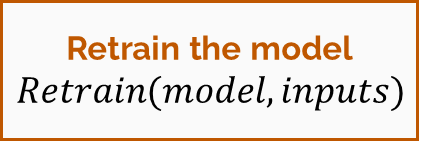 Retrain the model
Retrain(model, inputs)